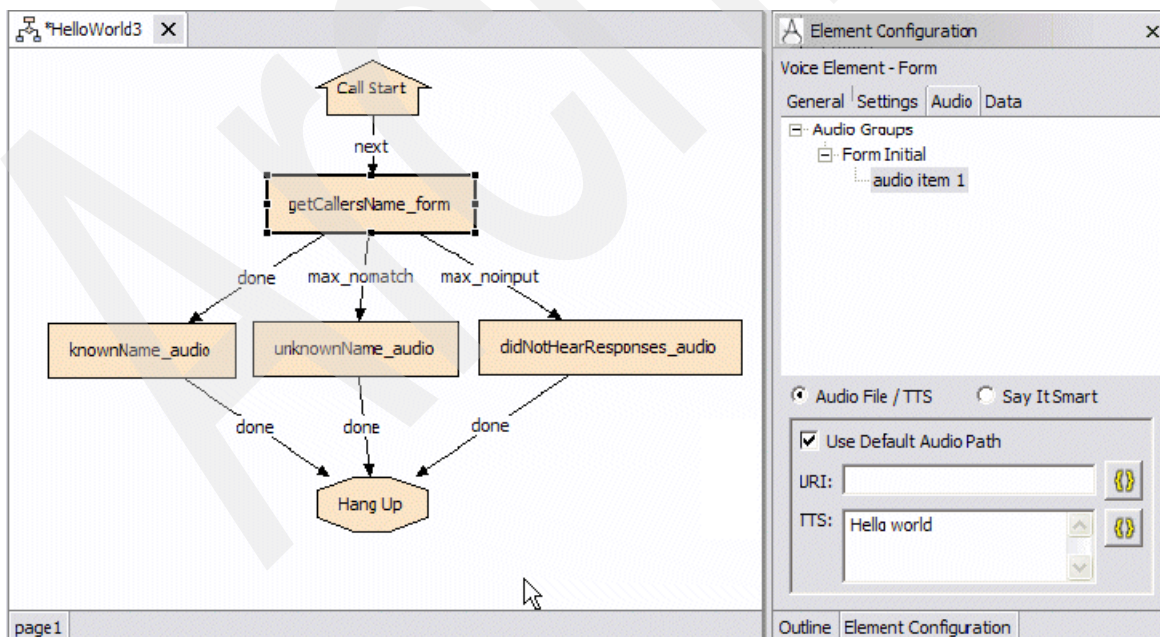 *HelloWorld3
Call Start
next
getCallersName_form
done
max_nomatch
max_noinput
knownName_audio
unknownName_audio
didNotHearResponses_audio
done
done
done
Hang Up
page1
Element Configuration
Voice Element - Form
General Settings Audio Data
Audio Groups
Form Initial
audio item 1
Audio File / TTS Say It Smart
Use Default Audio Path
URI:
TTS: Hello world
Outline Element Configuration